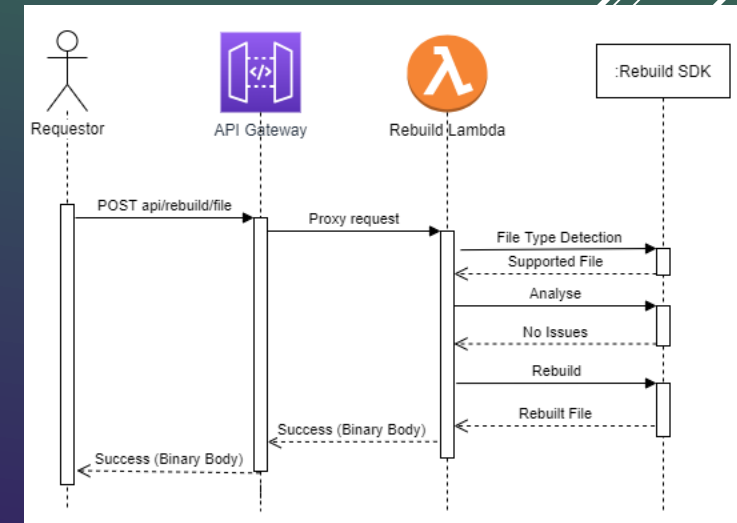 :Rebuild SDK
</>
λ
Requestor
API Gateway
Rebuild Lambda
POST api/rebuild/file
Proxy request
File Type Detection
Supported File
Analyse
No Issues
Rebuild
Rebuilt File
Success (Binary Body)
Success (Binary Body)